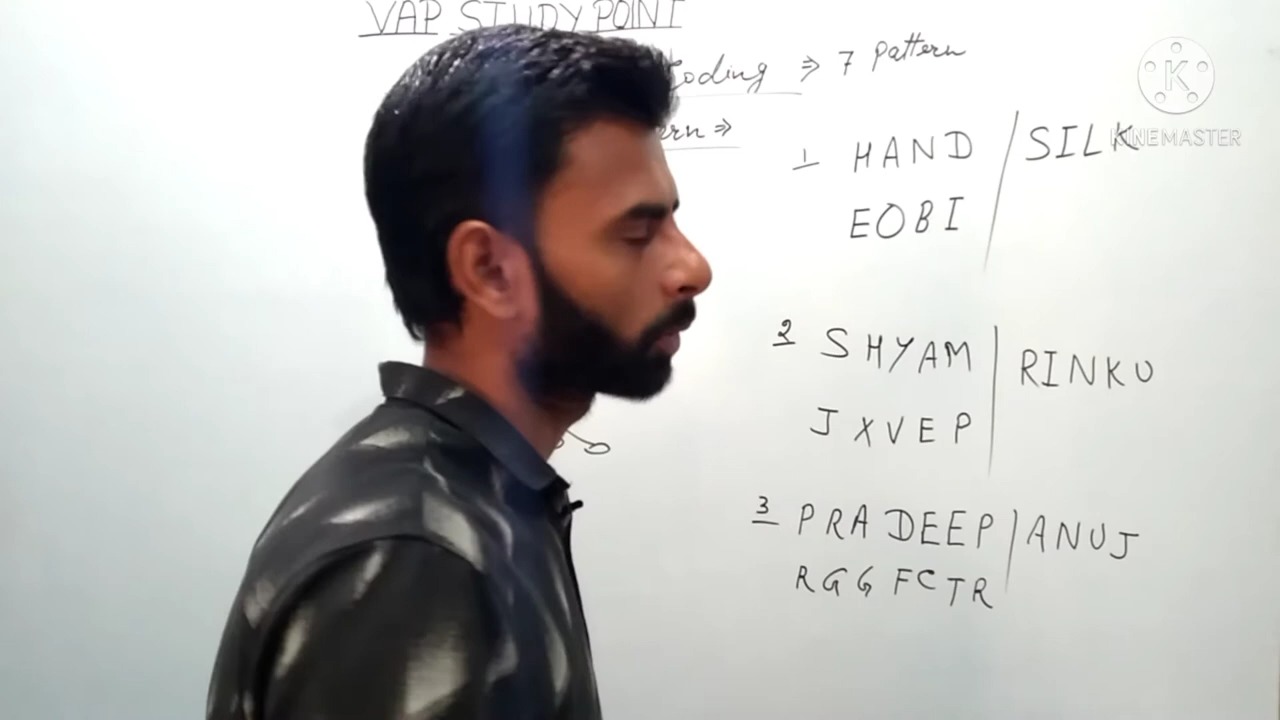 VAP STUDY POINT
Coding ⇒ 7 Pattern
⇒
1 HAND / SILK
EOBI
2 SHYAM | RINKU
JXVEP
3 PRADEEP / ANUJ
RGGFCTR
K
KINEMASTER